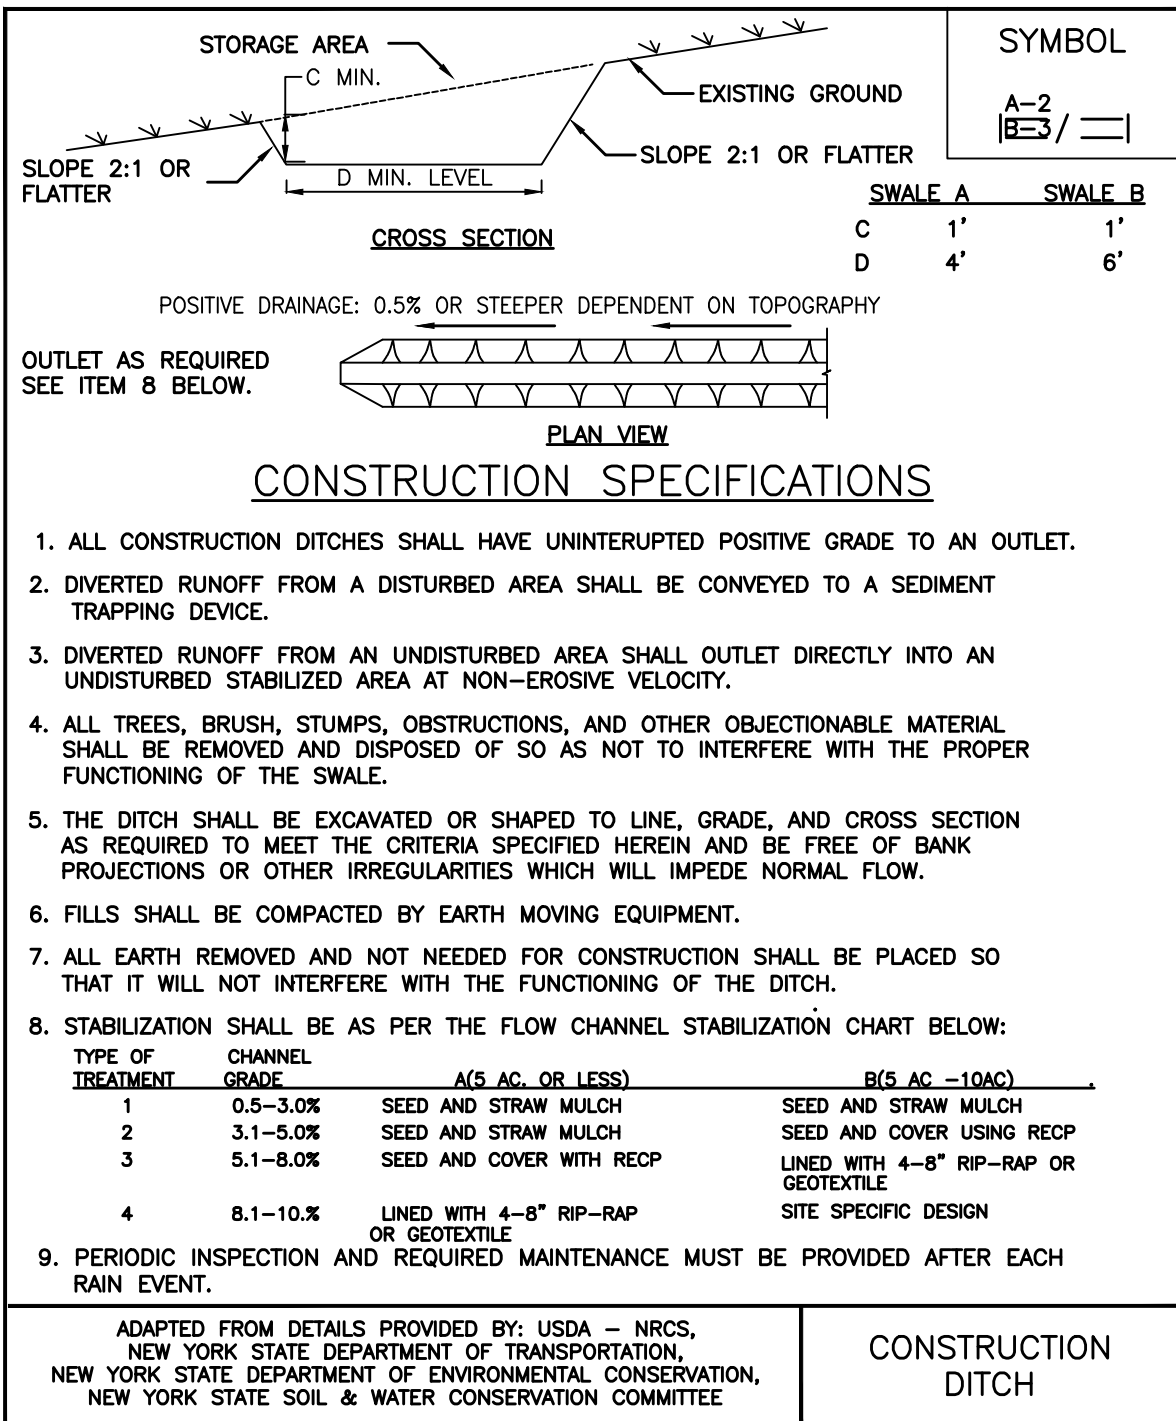 STORAGE AREA
C MIN.
EXISTING GROUND
SLOPE 2:1 OR
FLATTER
SLOPE 2:1 OR FLATTER
D MIN. LEVEL
CROSS SECTION
SYMBOL
A-2
B-3
SWALE A SWALE B
C 1' 1'
D 4' 6'
POSITIVE DRAINAGE: 0.5% OR STEEPER DEPENDENT ON TOPOGRAPHY
OUTLET AS REQUIRED
SEE ITEM 8 BELOW.
PLAN VIEW
CONSTRUCTION SPECIFICATIONS
1. ALL CONSTRUCTION DITCHES SHALL HAVE UNINTERUPTED POSITIVE GRADE TO AN OUTLET.
2. DIVERTED RUNOFF FROM A DISTURBED AREA SHALL BE CONVEYED TO A SEDIMENT
TRAPPING DEVICE.
3. DIVERTED RUNOFF FROM AN UNDISTURBED AREA SHALL OUTLET DIRECTLY INTO AN
UNDISTURBED STABILIZED AREA AT NON-EROSIVE VELOCITY.
4. ALL TREES, BRUSH, STUMPS, OBSTRUCTIONS, AND OTHER OBJECTIONABLE MATERIAL
SHALL BE REMOVED AND DISPOSED OF SO AS NOT TO INTERFERE WITH THE PROPER
FUNCTIONING OF THE SWALE.
5. THE DITCH SHALL BE EXCAVATED OR SHAPED TO LINE, GRADE, AND CROSS SECTION
AS REQUIRED TO MEET THE CRITERIA SPECIFIED HEREIN AND BE FREE OF BANK
PROJECTIONS OR OTHER IRREGULARITIES WHICH WILL IMPEDE NORMAL FLOW.
6. FILLS SHALL BE COMPACTED BY EARTH MOVING EQUIPMENT.
7. ALL EARTH REMOVED AND NOT NEEDED FOR CONSTRUCTION SHALL BE PLACED SO
THAT IT WILL NOT INTERFERE WITH THE FUNCTIONING OF THE DITCH.
8. STABILIZATION SHALL BE AS PER THE FLOW CHANNEL STABILIZATION CHART BELOW:
TYPE OF CHANNEL
TREATMENT GRADE A(5 AC. OR LESS) B(5 AC -10AC) .
1 0.5-3.0% SEED AND STRAW MULCH SEED AND STRAW MULCH
2 3.1-5.0% SEED AND STRAW MULCH SEED AND COVER USING RECP
3 5.1-8.0% SEED AND COVER WITH RECP LINED WITH 4-8" RIP-RAP OR
GEOTEXTILE
4 8.1-10.% LINED WITH 4-8" RIP-RAP SITE SPECIFIC DESIGN
OR GEOTEXTILE
9. PERIODIC INSPECTION AND REQUIRED MAINTENANCE MUST BE PROVIDED AFTER EACH
RAIN EVENT.
ADAPTED FROM DETAILS PROVIDED BY: USDA - NRCS,
NEW YORK STATE DEPARTMENT OF TRANSPORTATION,
NEW YORK STATE DEPARTMENT OF ENVIRONMENTAL CONSERVATION,
NEW YORK STATE SOIL & WATER CONSERVATION COMMITTEE
CONSTRUCTION
DITCH